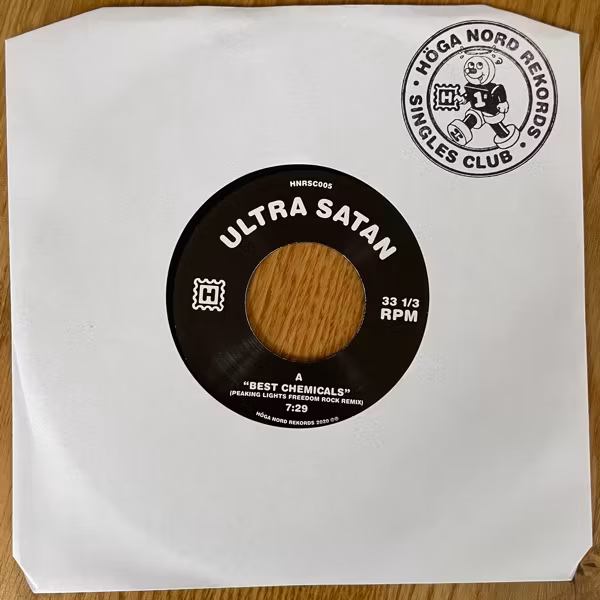 HÖGA NORD REKORDS
• SINGLES CLUB •
H
1
H
HNRSC005
ULTRA SATAN
H
33 1/3
RPM
A
"BEST CHEMICALS"
(PEAKING LIGHTS FREEDOM ROCK REMIX)
7:29
HÖGA NORD REKORDS 2020 ©℗